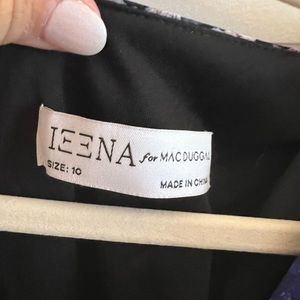 IEENA for MAC DUGGAL
SIZE: 10
MADE IN CHINA